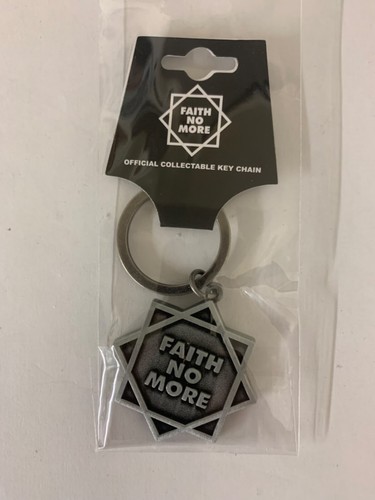 FAITH
NO
MORE
OFFICIAL COLLECTABLE KEY CHAIN
FAITH
NO
MORE